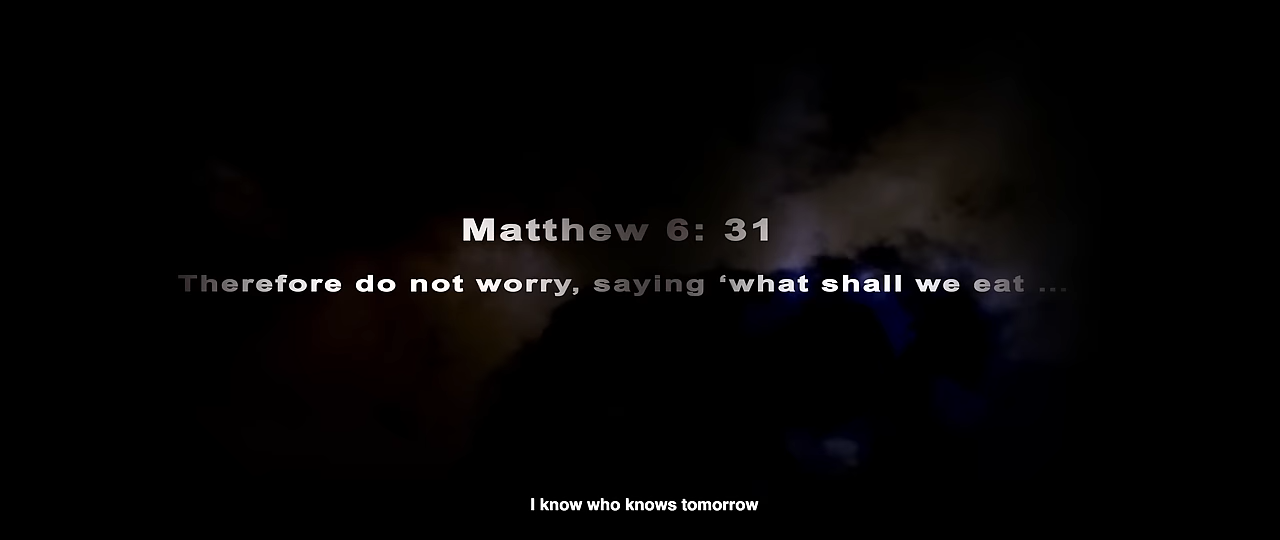 Matthew 6: 31
Therefore do not worry, saying ‘what shall we eat ...
I know who knows tomorrow